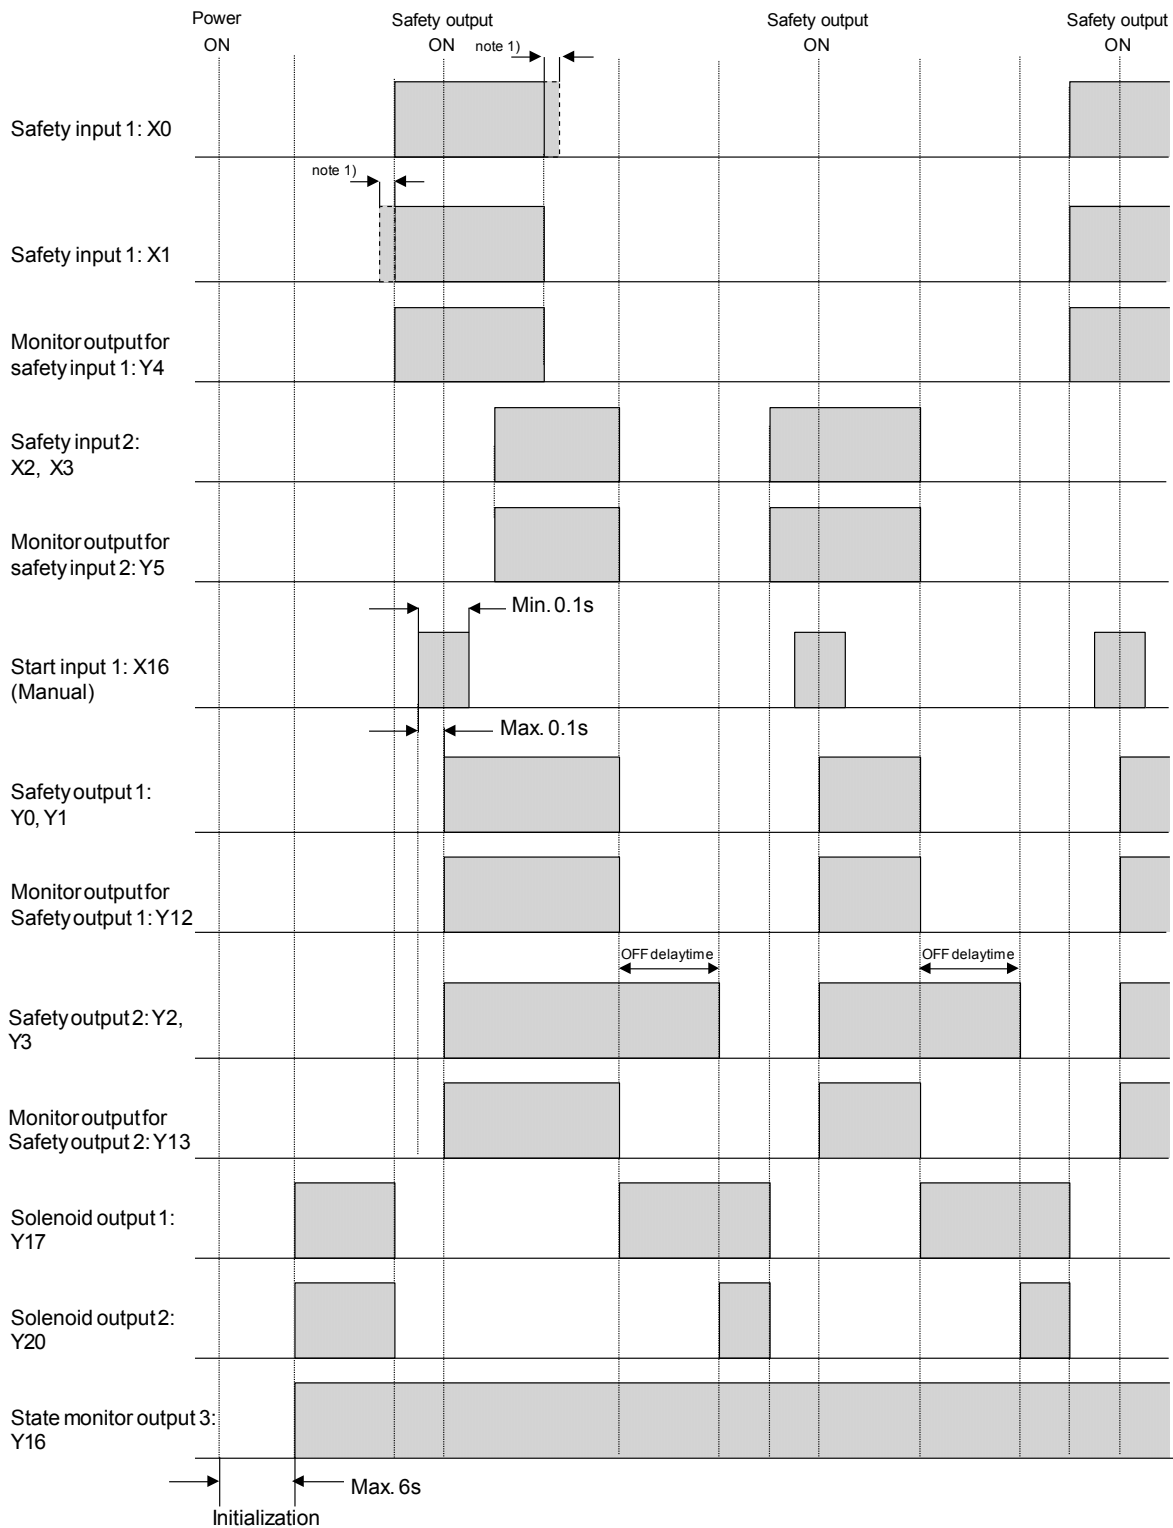 Power
ON
Safety output
ON
note 1)
Safety output
ON
Safety output
ON
Safety input 1: X0
note 1)
Safety input 1: X1
Monitor output for
safety input 1: Y4
Safety input 2:
X2, X3
Monitor output for
safety input 2: Y5
Min. 0.1s
Start input 1: X16
(Manual)
Max. 0.1s
Safety output 1:
Y0, Y1
Monitor output for
Safety output 1: Y12
OFF delay time
OFF delay time
Safety output 2: Y2,
Y3
Monitor output for
Safety output 2: Y13
Solenoid output 1:
Y17
Solenoid output 2:
Y20
State monitor output 3:
Y16
Max. 6s
Initialization